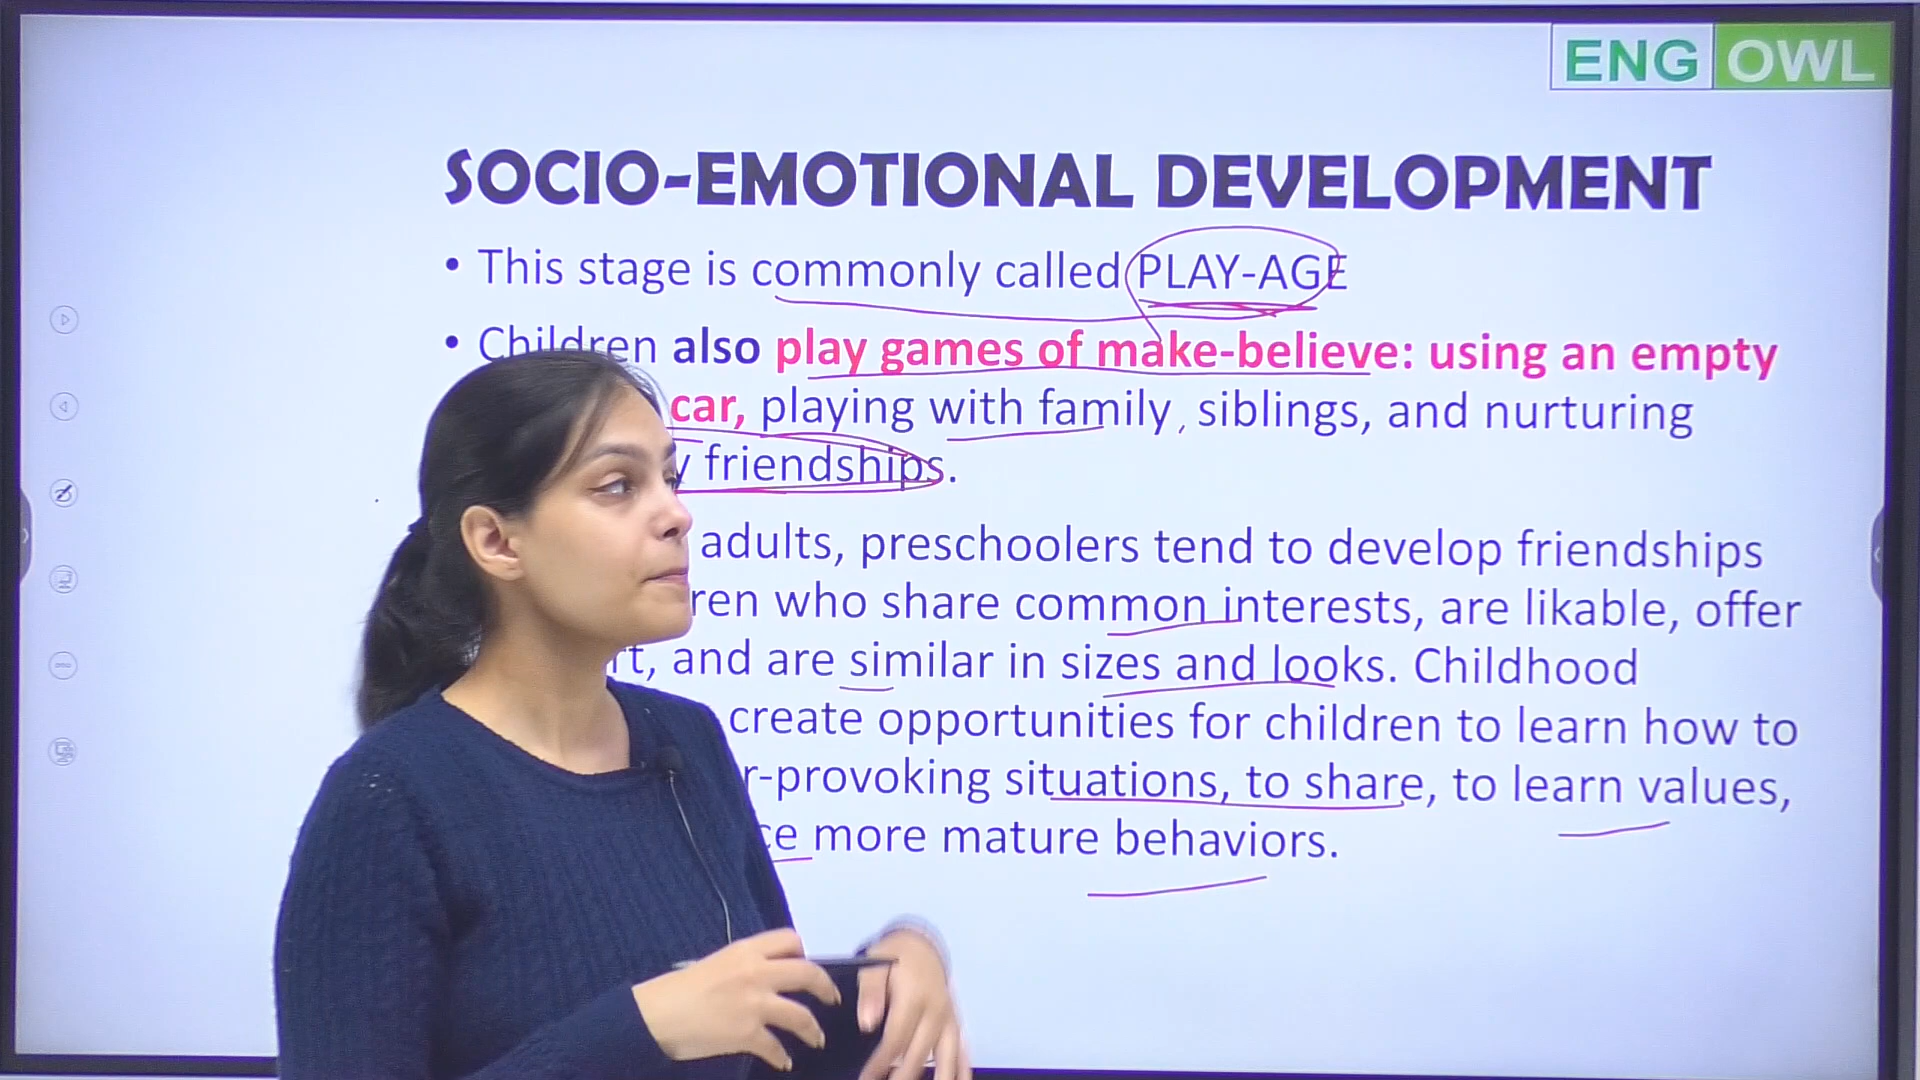 ENG OWL
SOCIO-EMOTIONAL DEVELOPMENT
• This stage is commonly called PLAY-AGE
• Children also play games of make-believe: using an empty
car, playing with family, siblings, and nurturing
friendships.
adults, preschoolers tend to develop friendships
who share common interests, are likable, offer
and are similar in sizes and looks. Childhood
create opportunities for children to learn how to
r-provoking situations, to share, to learn values,
more mature behaviors.